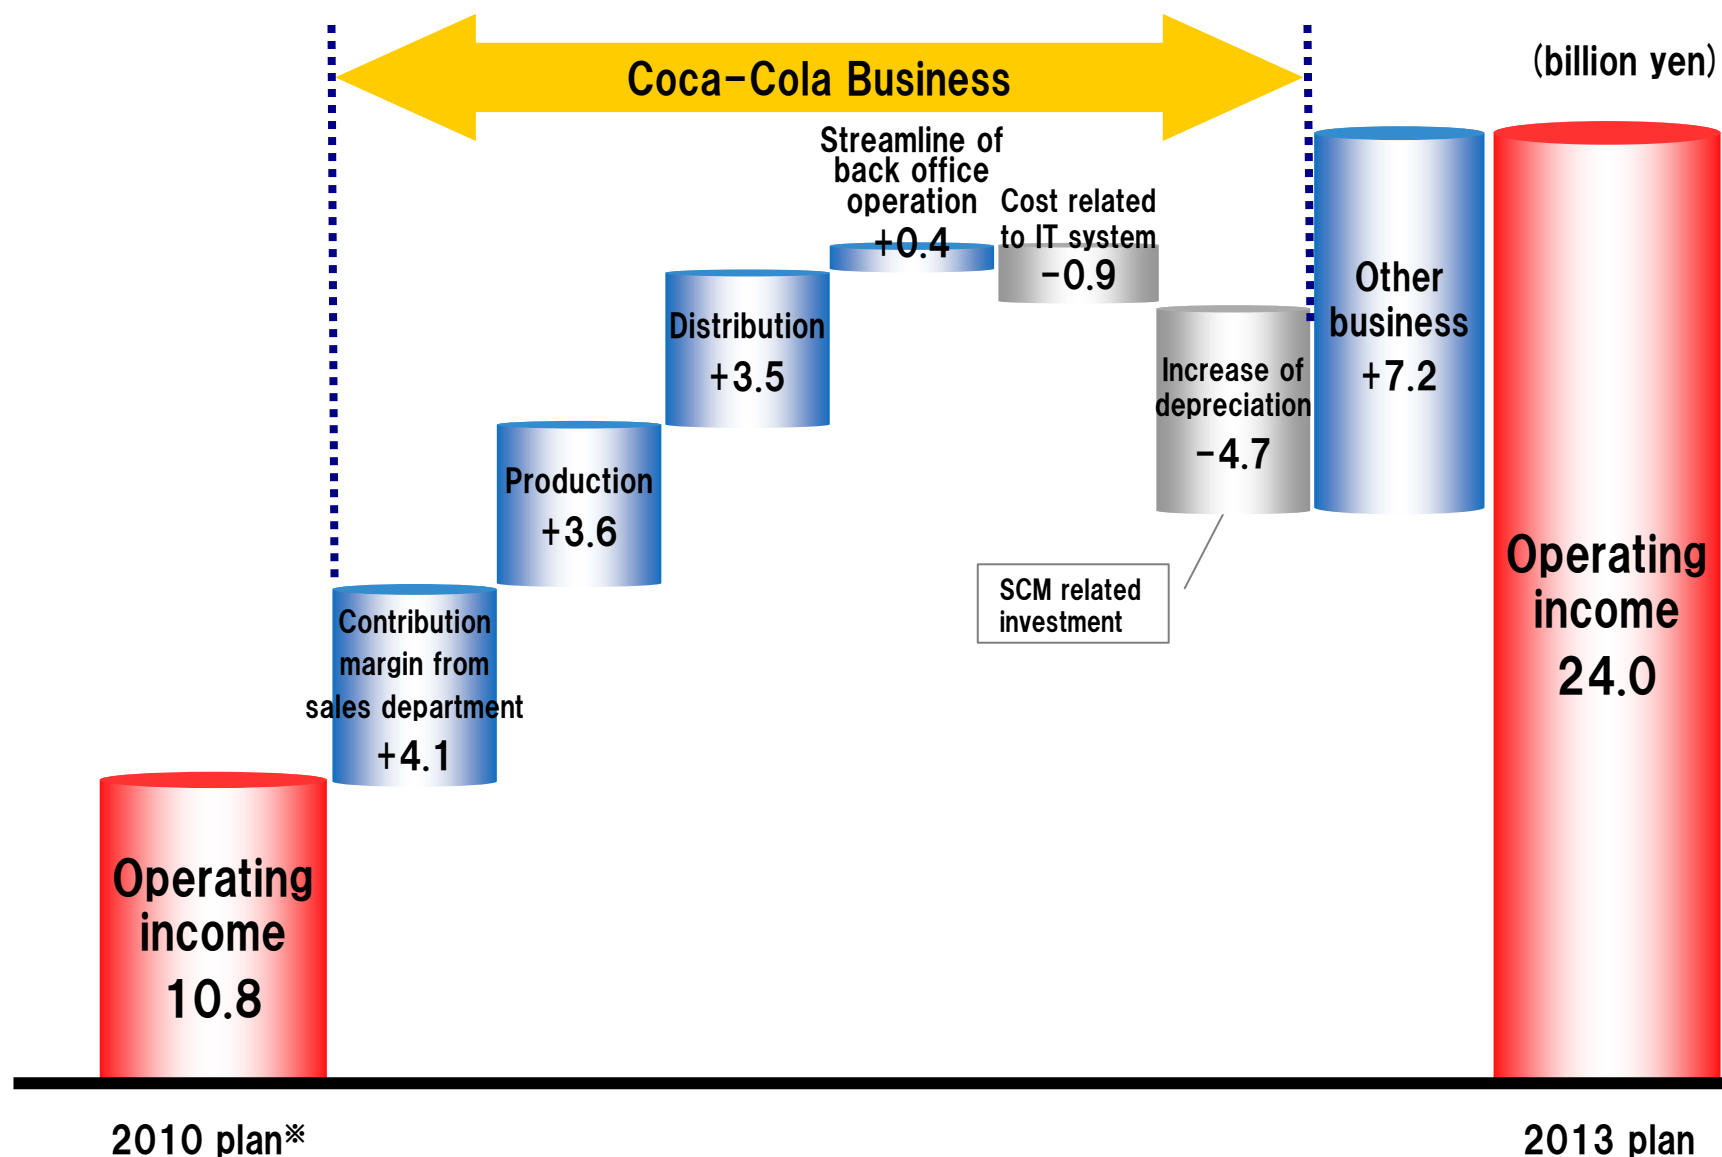 Coca-Cola Business
(billion yen)
Streamline of
back office
operation
+0.4
Cost related
to IT system
-0.9
Other
business
+7.2
Distribution
+3.5
Increase of
depreciation
-4.7
Production
+3.6
SCM related
investment
Operating
income
24.0
Contribution
margin from
sales department
+4.1
Operating
income
10.8
2010 plan※
2013 plan